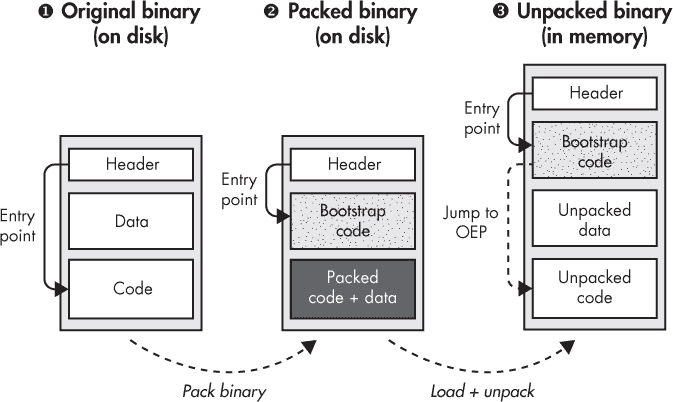 ❶ Original binary
(on disk)
Header
Data
Code
Entry
point
Pack binary
❷ Packed binary
(on disk)
Header
Entry
point
Bootstrap
code
Packed
code + data
Load + unpack
❸ Unpacked binary
(in memory)
Header
Entry
point
Bootstrap
code
Jump to
OEP
Unpacked
data
Unpacked
code